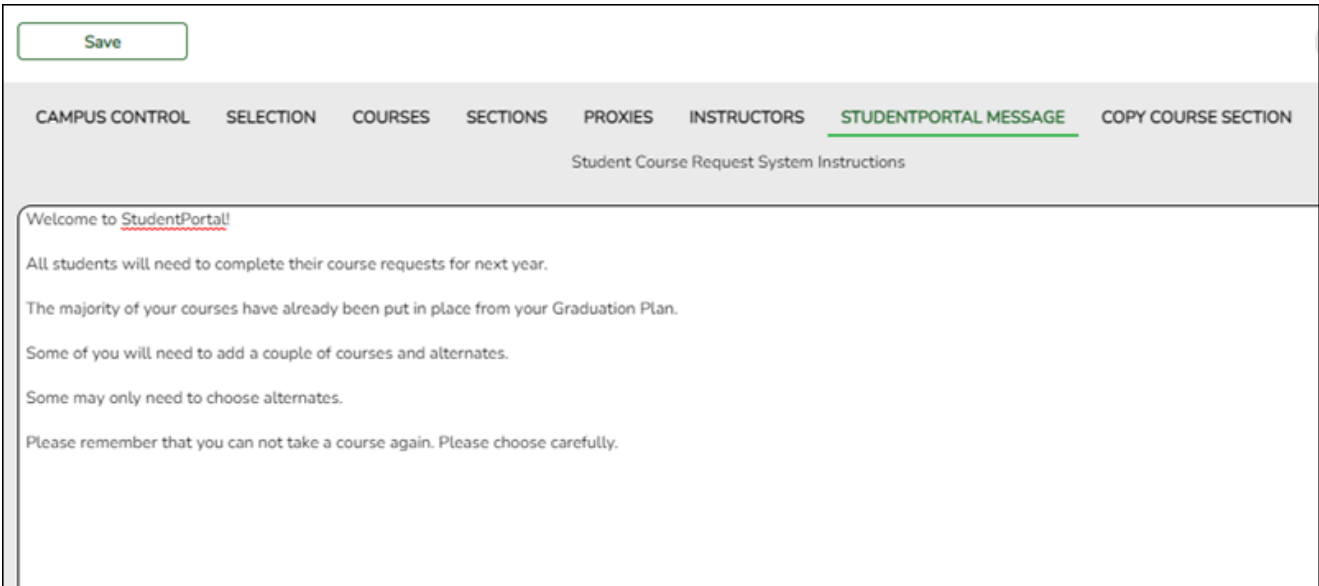 Save
CAMPUS CONTROL SELECTION COURSES SECTIONS PROXIES INSTRUCTORS STUDENTPORTAL MESSAGE COPY COURSE SECTION
Student Course Request System Instructions
Welcome to StudentPortal!
All students will need to complete their course requests for next year.
The majority of your courses have already been put in place from your Graduation Plan.
Some of you will need to add a couple of courses and alternates.
Some may only need to choose alternates.
Please remember that you can not take a course again. Please choose carefully.